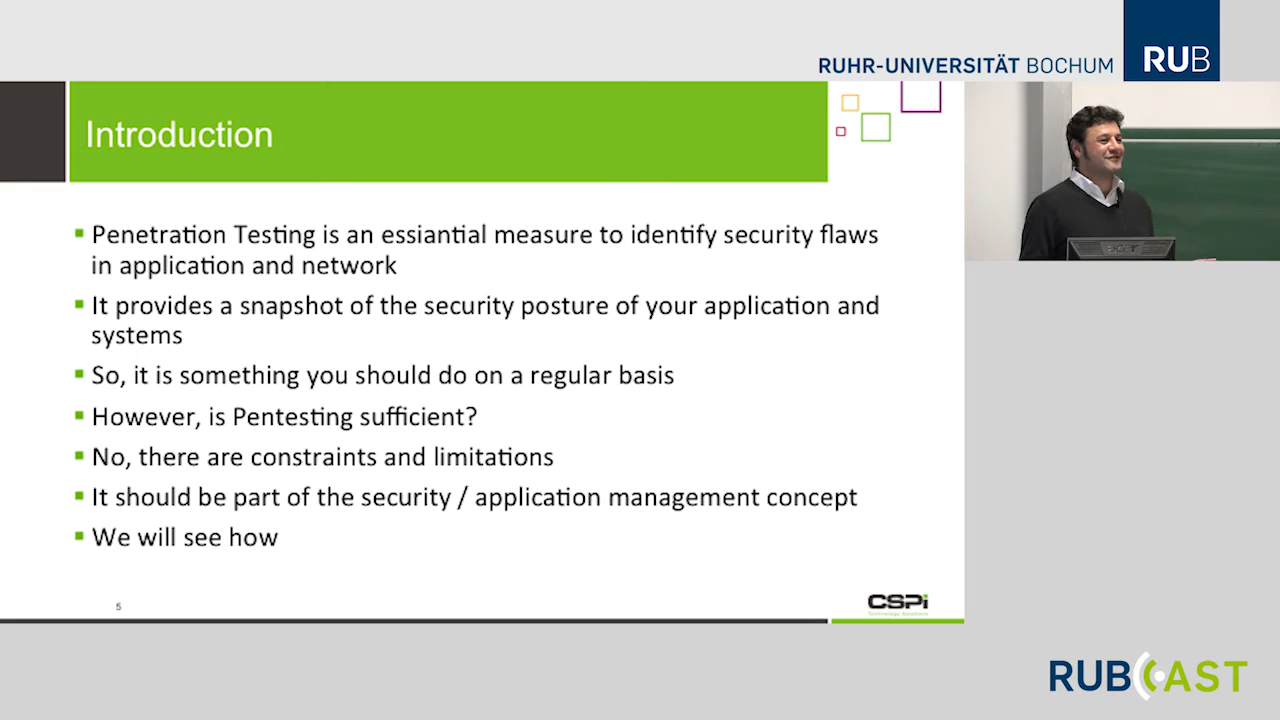 RUHR-UNIVERSITÄT BOCHUM
RUB
Introduction
Penetration Testing is an essiantial measure to identify security flaws
in application and network
It provides a snapshot of the security posture of your application and
systems
So, it is something you should do on a regular basis
However, is Pentesting sufficient?
No, there are constraints and limitations
It should be part of the security / application management concept
We will see how
5
CSPi
RUBCAST